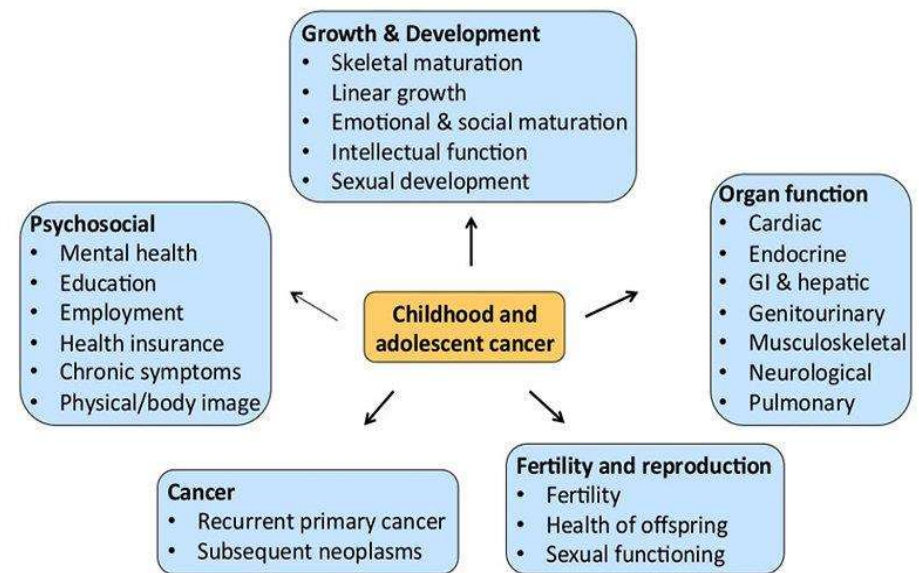 Growth & Development
• Skeletal maturation
• Linear growth
• Emotional & social maturation
• Intellectual function
• Sexual development
Psychosocial
• Mental health
• Education
• Employment
• Health insurance
• Chronic symptoms
• Physical/body image
Childhood and
adolescent cancer
Organ function
• Cardiac
• Endocrine
• GI & hepatic
• Genitourinary
• Musculoskeletal
• Neurological
• Pulmonary
Cancer
• Recurrent primary cancer
• Subsequent neoplasms
Fertility and reproduction
• Fertility
• Health of offspring
• Sexual functioning